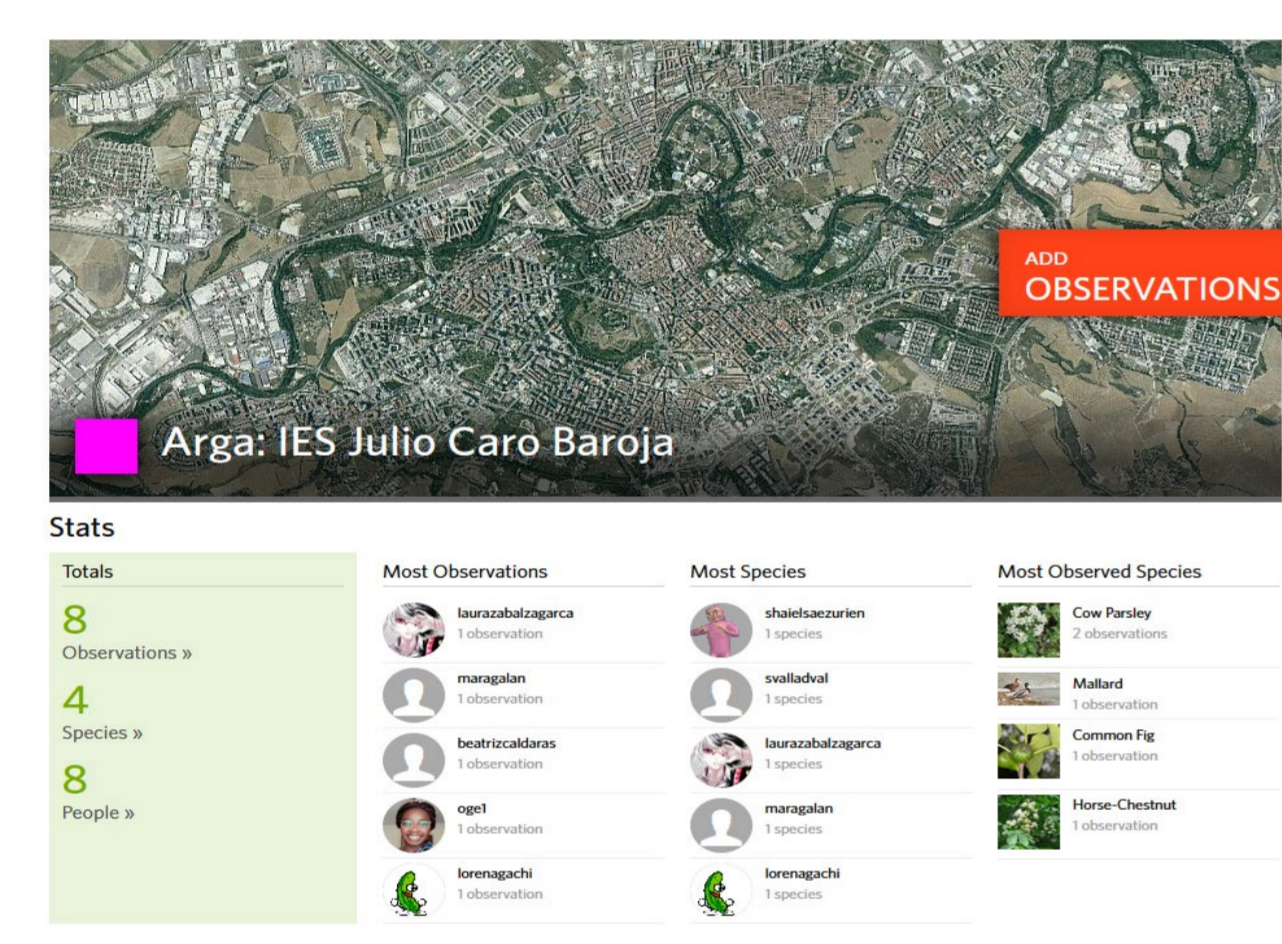 ADD
OBSERVATIONS
Arga: IES Julio Caro Baroja
Stats
Totals
8
Observations »
4
Species »
8
People »
Most Observations
laurazabalzagarca
1 observation
maragalan
1 observation
beatrizcaldaras
1 observation
oge1
1 observation
lorenagachi
1 observation
Most Species
shaielsaezurien
1 species
svalladval
1 species
laurazabalzagarca
1 species
maragalan
1 species
lorenagachi
1 species
Most Observed Species
Cow Parsley
2 observations
Mallard
1 observation
Common Fig
1 observation
Horse-Chestnut
1 observation